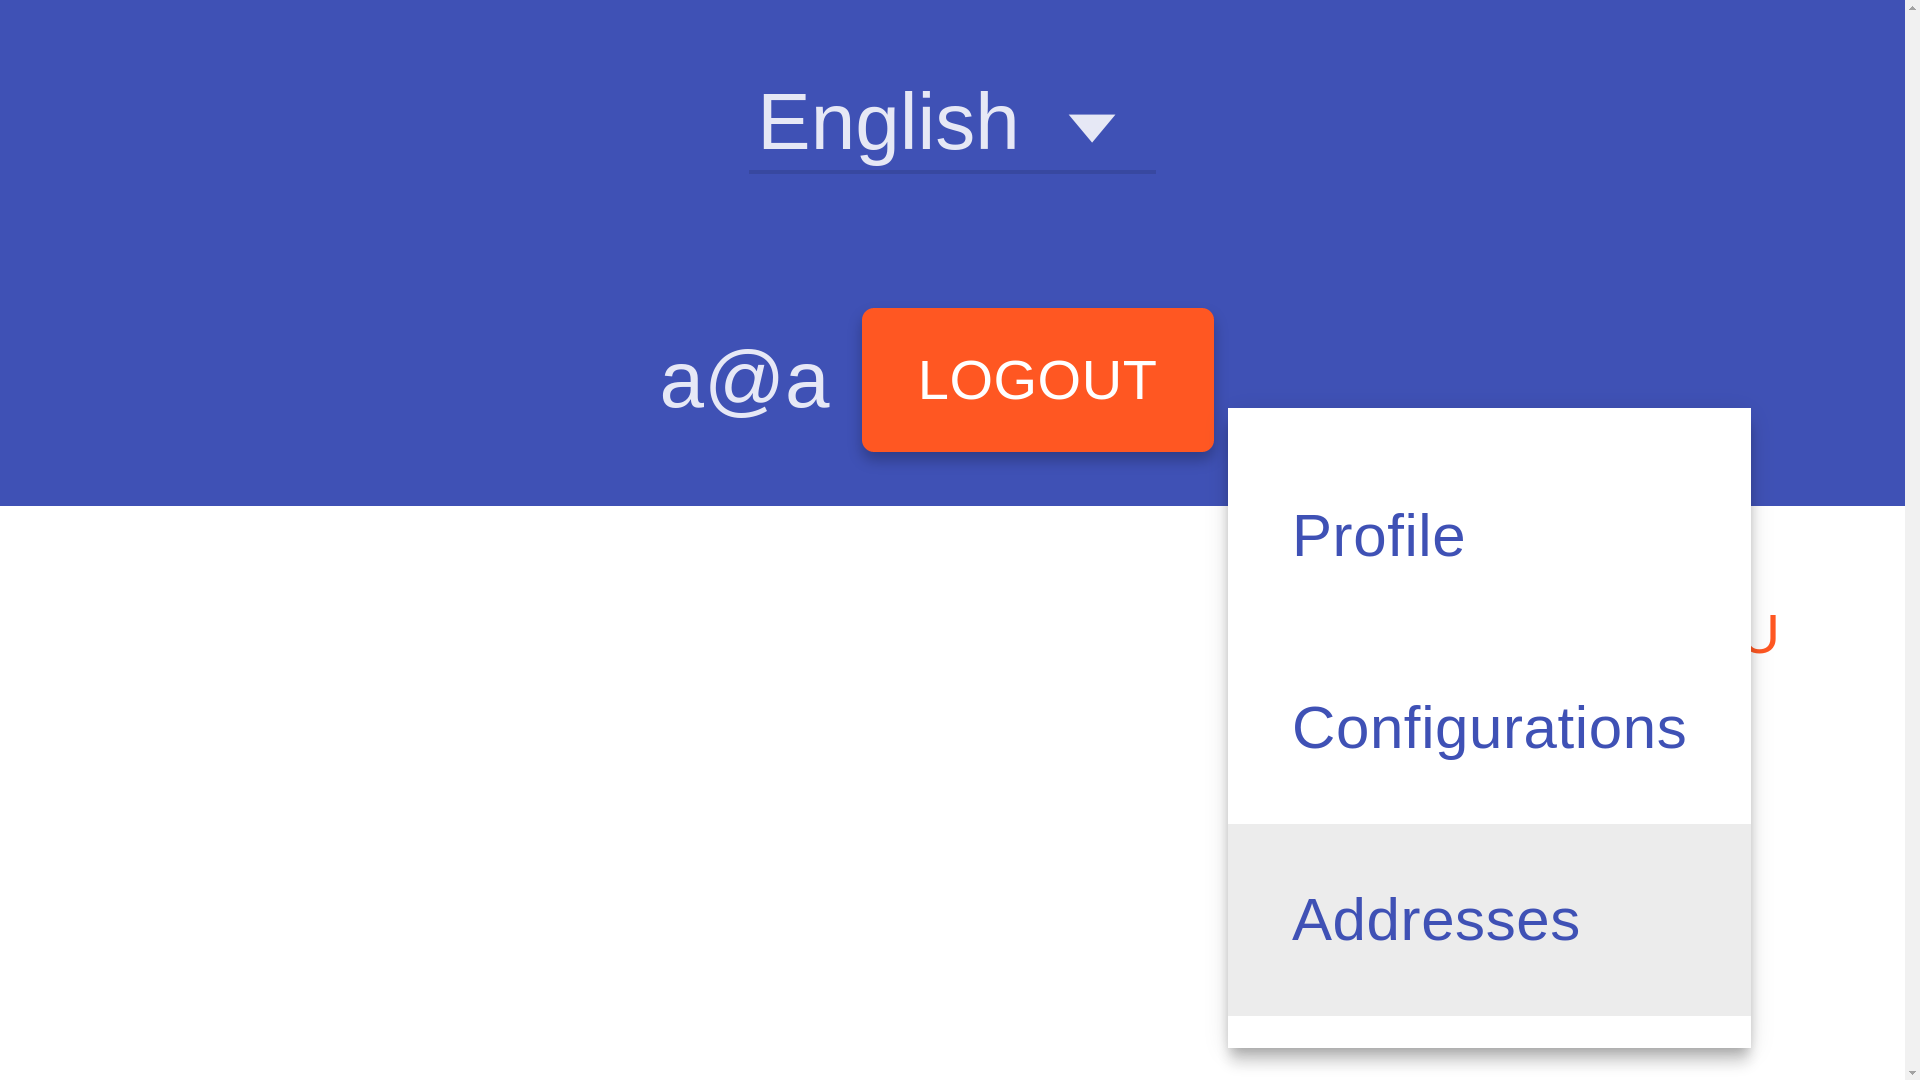 English
a@a LOGOUT
Profile
Configurations
Addresses